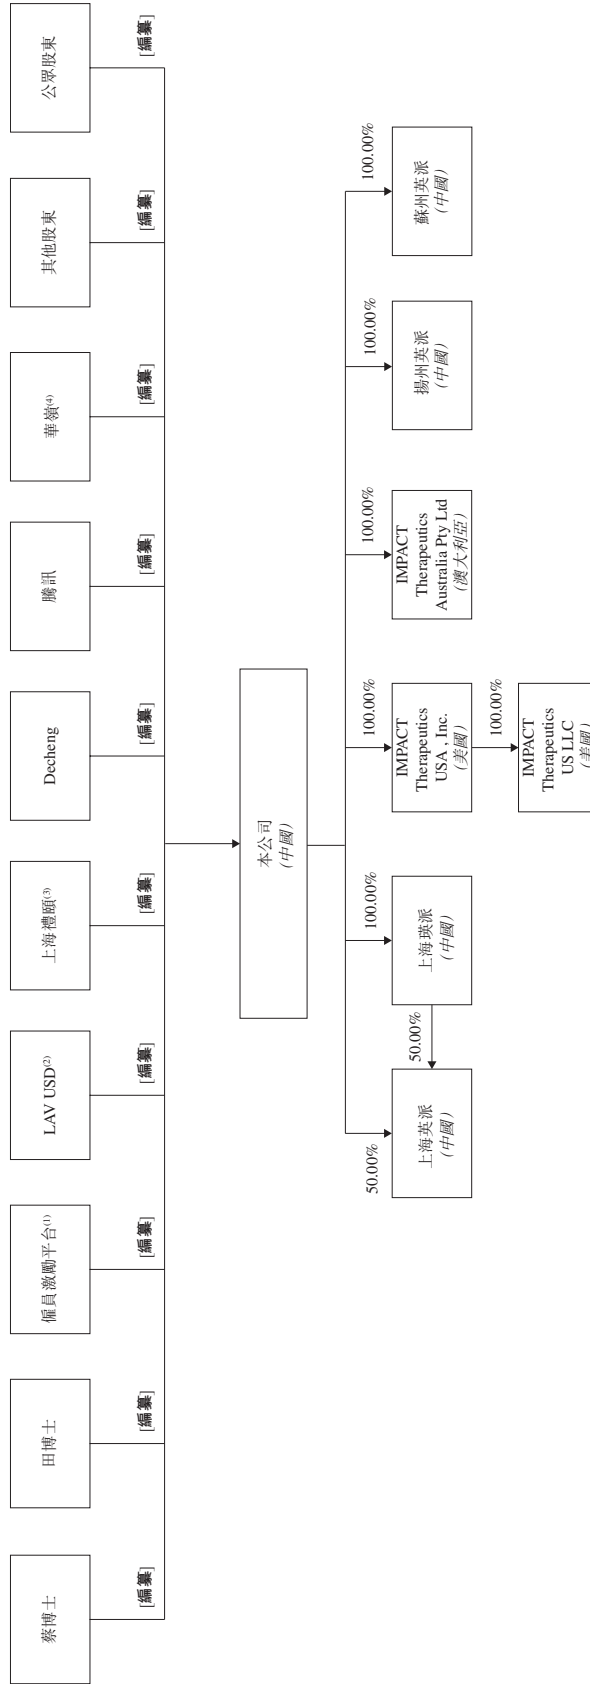 蔡博士
田博士
僱員激勵平台(1)
LAV USD(2)
上海禮頤(3)
Decheng
騰訊
華嶺(4)
其他股東
公眾股東
[編纂]
[編纂]
[編纂]
[編纂]
[編纂]
[編纂]
[編纂]
[編纂]
[編纂]
[編纂]
本公司
(中國)
50.00%
100.00%
100.00%
100.00%
100.00%
100.00%
上海英派
(中國)
50.00%
上海瑛派
(中國)
IMPACT
Therapeutics
USA , Inc.
(美國)
IMPACT
Therapeutics
Australia Pty Ltd
(澳大利亞)
揚州英派
(中國)
蘇州英派
(中國)
100.00%
IMPACT
Therapeutics
US LLC
(美國)